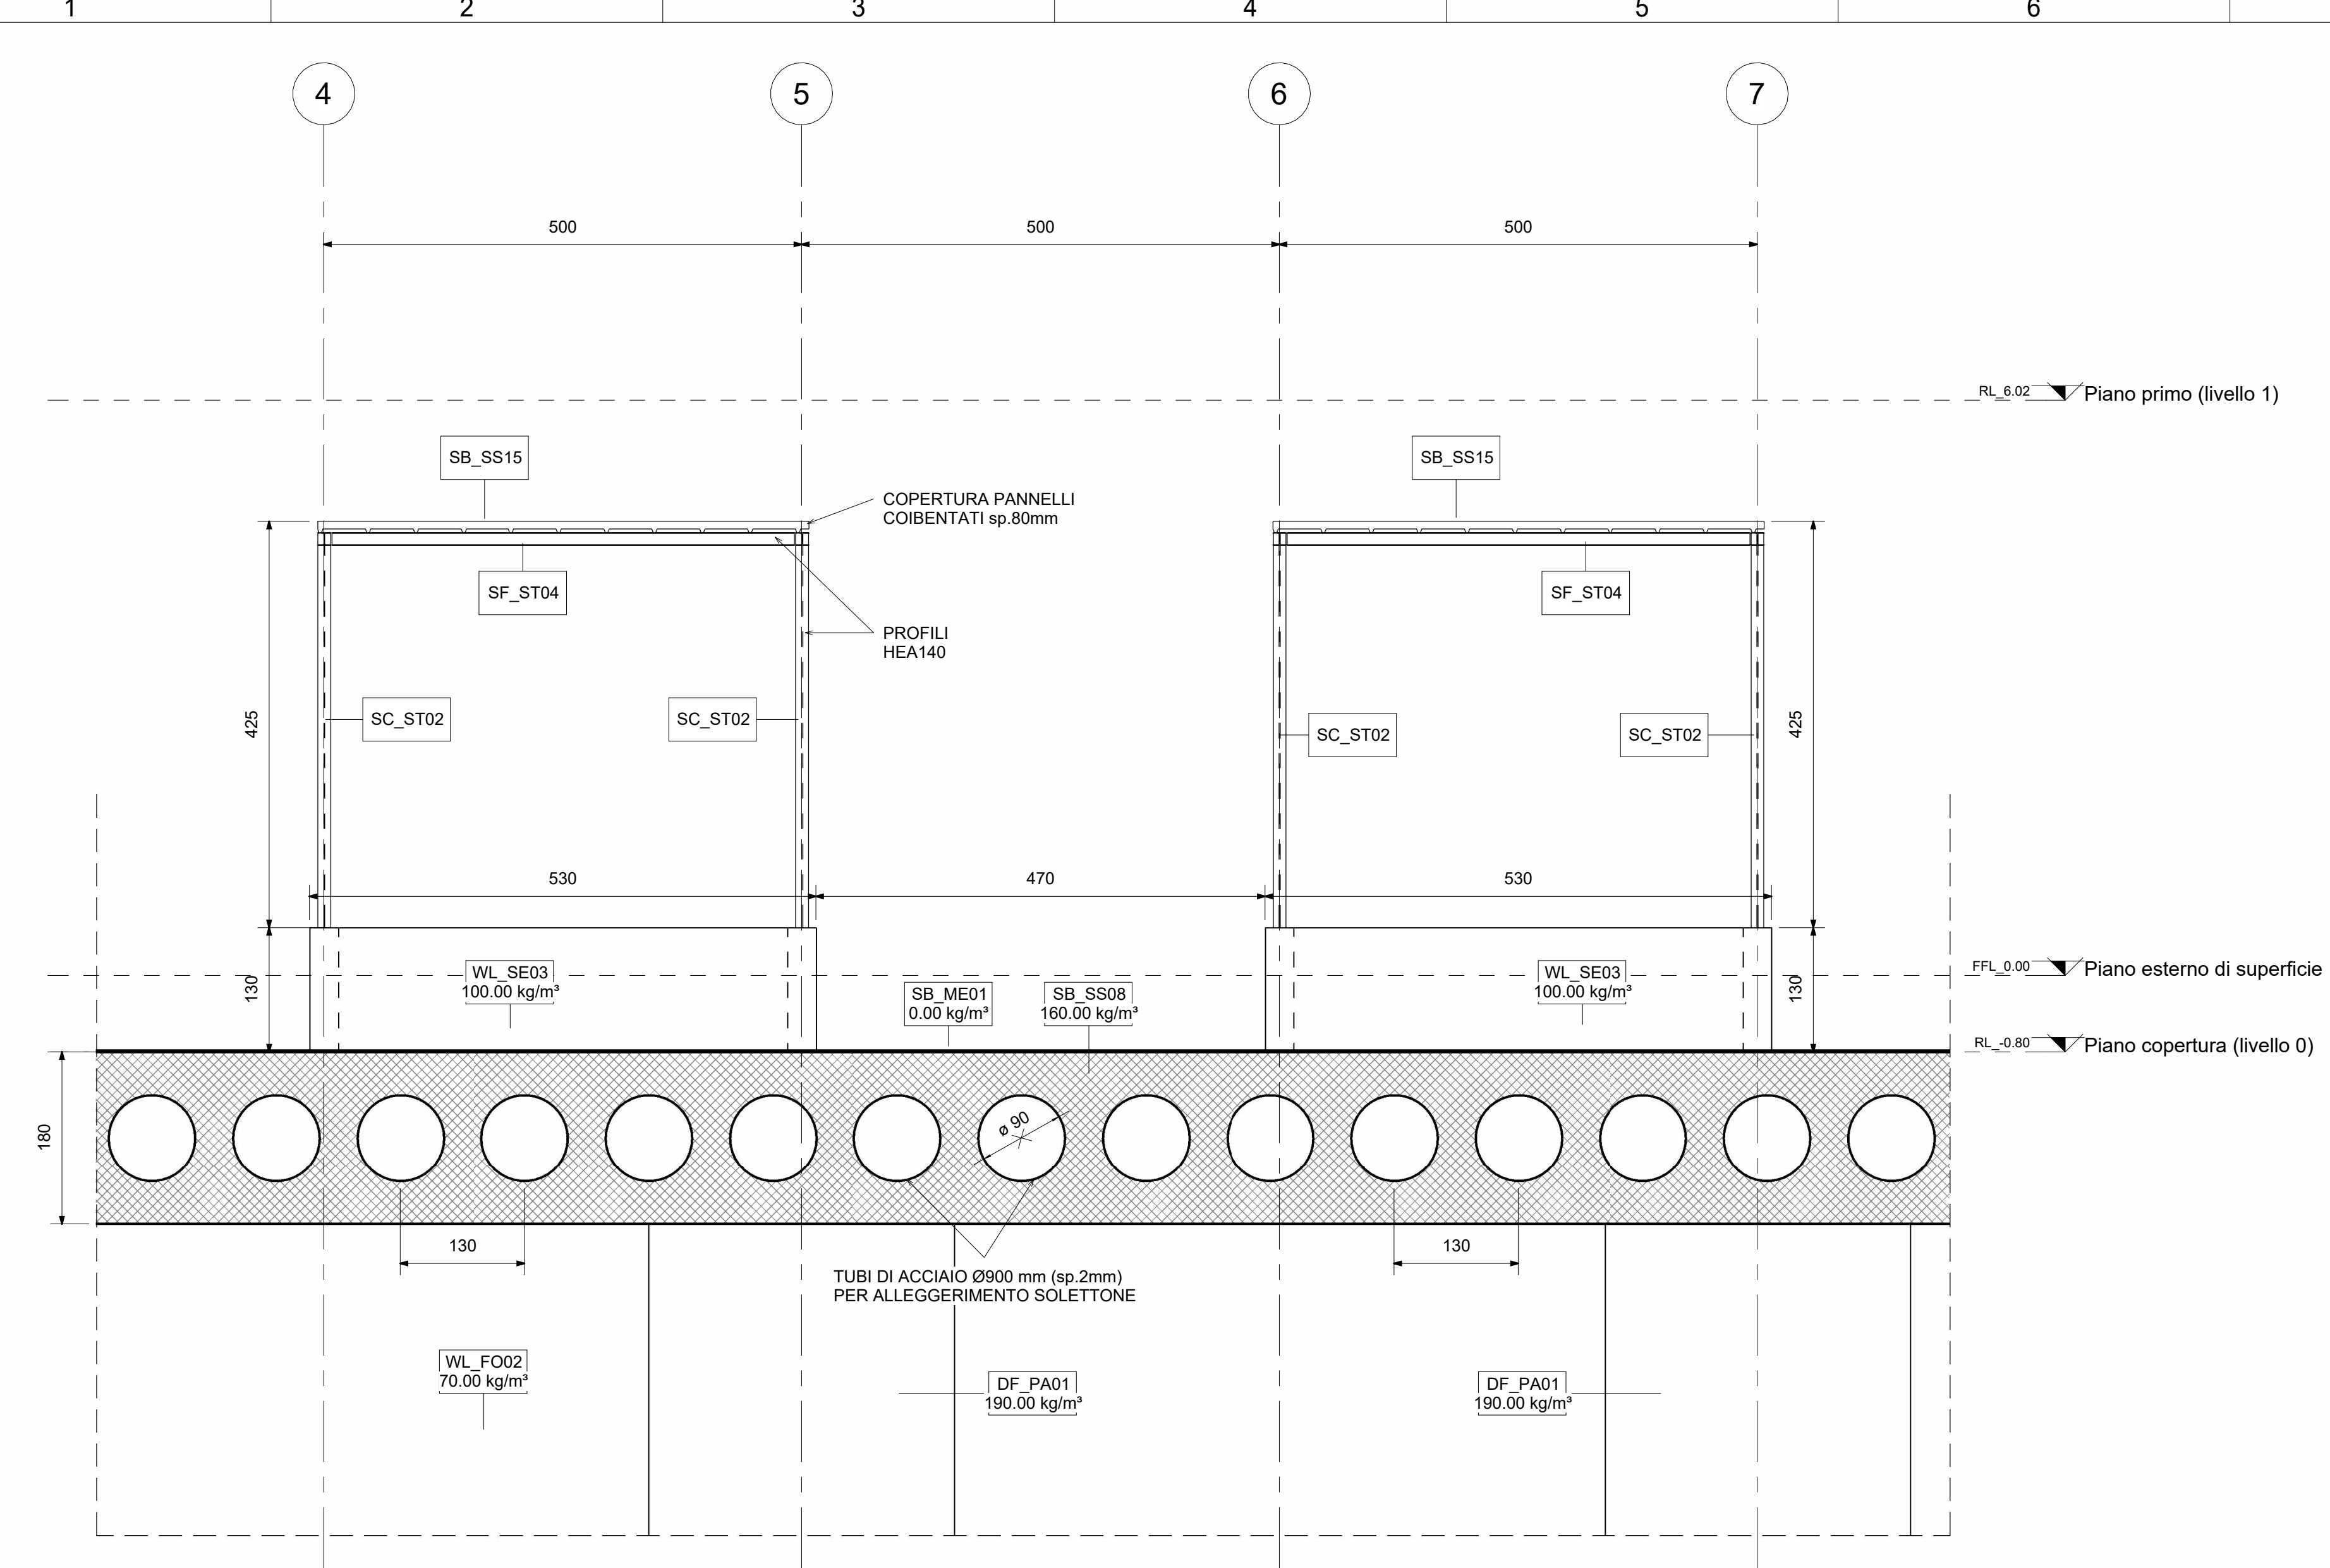 1 2 3 4 5 6
4 5 6 7
500 500 500
RL_6.02 Piano primo (livello 1)
SB_SS15 SB_SS15
COPERTURA PANNELLI
COIBENTATI sp.80mm
SF_ST04 SF_ST04
PROFILI
HEA140
425 SC_ST02 SC_ST02 SC_ST02 SC_ST02 425
530 470 530
FFL_0.00 Piano esterno di superficie
130
WL_SE03
100.00 kg/m³
SB_ME01
0.00 kg/m³
SB_SS08
160.00 kg/m³
WL_SE03
100.00 kg/m³
130
RL_-0.80 Piano copertura (livello 0)
180
ø 90
130 130
TUBI DI ACCIAIO Ø900 mm (sp.2mm)
PER ALLEGGERIMENTO SOLETTONE
WL_FO02
70.00 kg/m³
DF_PA01
190.00 kg/m³
DF_PA01
190.00 kg/m³